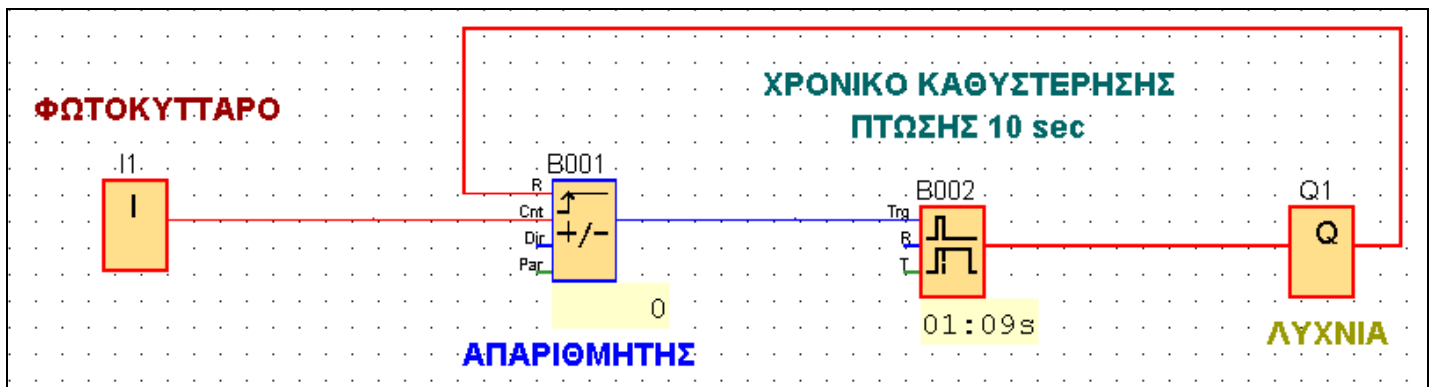 ΧΡΟΝΙΚΟ ΚΑΘΥΣΤΕΡΗΣΗΣ
ΠΤΩΣΗΣ 10 sec
ΦΩΤΟΚΥΤΤΑΡΟ
I1
I
B001
R
Cnt
Dir
Par
+/-
0
ΑΠΑΡΙΘΜΗΤΗΣ
B002
Trg
R
T
01:09s
Q1
Q
ΛΥΧΝΙΑ